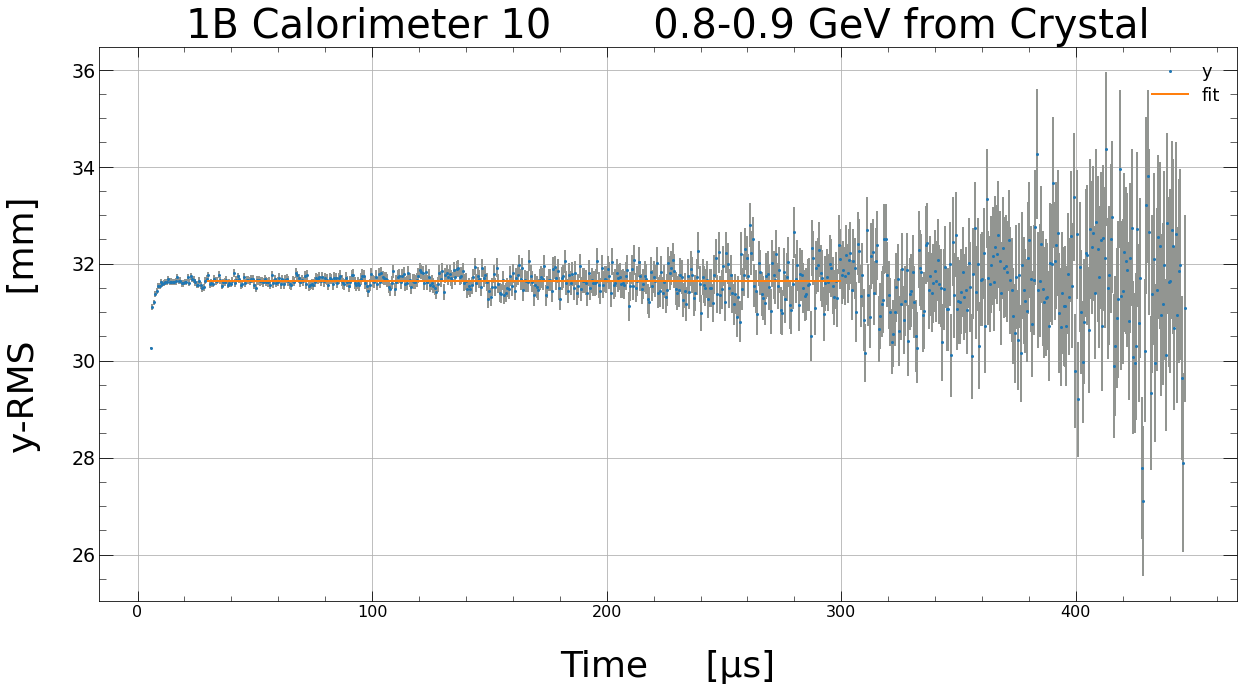 1B Calorimeter 10 0.8-0.9 GeV from Crystal
y
fit
y-RMS [mm]
36
34
32
30
28
26
0 100 200 300 400
Time [μs]